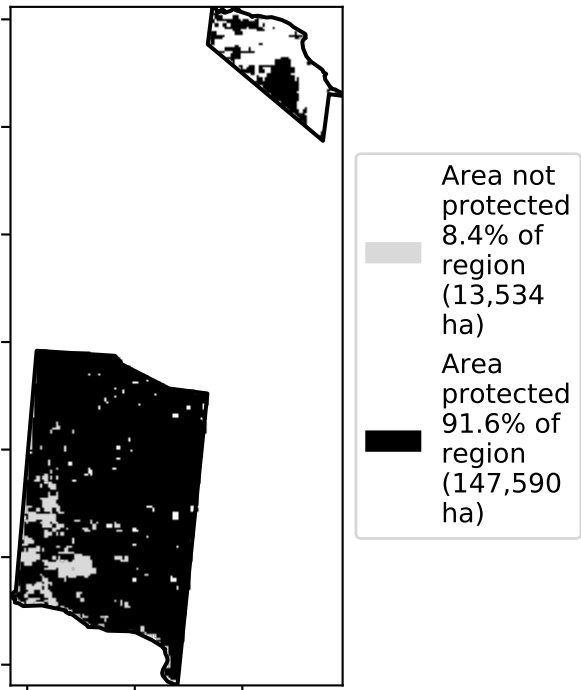 Area not
protected
8.4% of
region
(13,534
ha)
Area
protected
91.6% of
region
(147,590
ha)